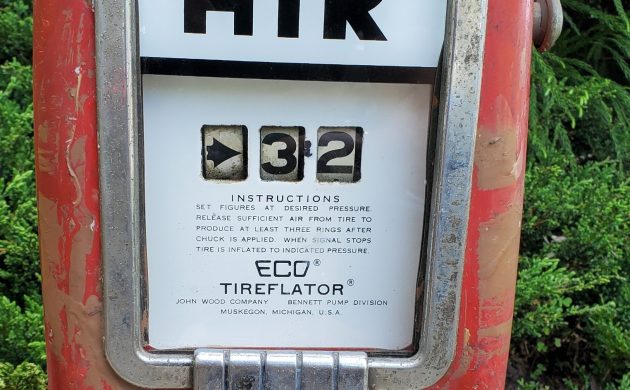 AIR
32
INSTRUCTIONS
SET FIGURES AT DESIRED PRESSURE.
RELEASE SUFFICIENT AIR FROM TIRE TO
PRODUCE AT LEAST THREE RINGS AFTER
CHUCK IS APPLIED. WHEN SIGNAL STOPS
TIRE IS INFLATED TO INDICATED PRESSURE.
ECO®
TIREFLATOR®
JOHN WOOD COMPANY BENNETT PUMP DIVISION
MUSKEGON, MICHIGAN, U.S.A.